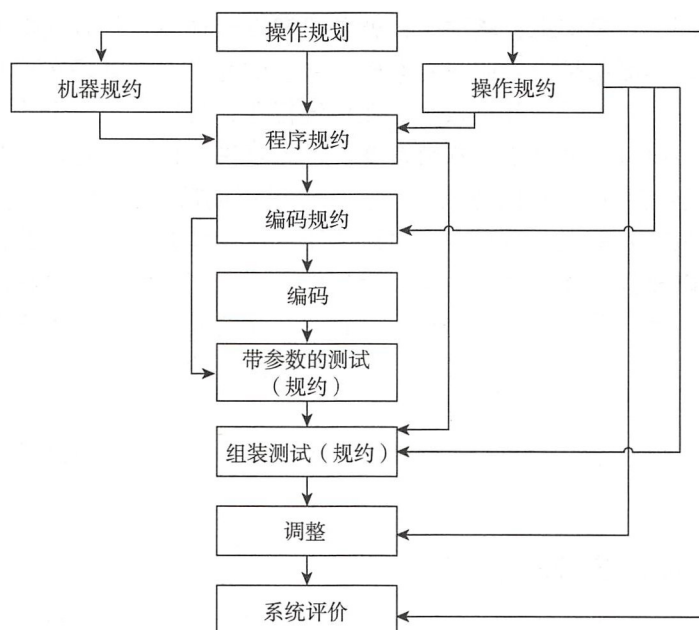 操作规划
机器规约
操作规约
程序规约
编码规约
编码
带参数的测试
（规约）
组装测试（规约）
调整
系统评价